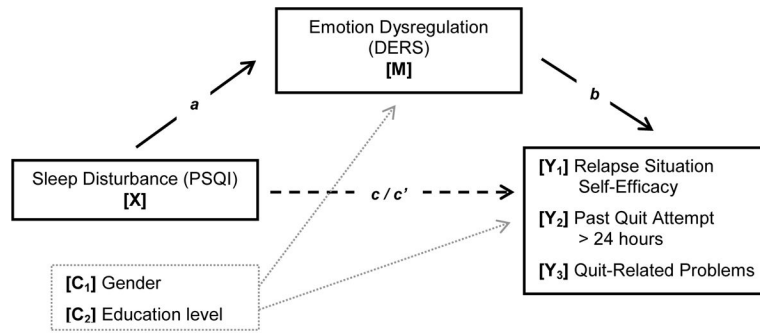 Emotion Dysregulation
(DERS)
[M]
a
b
Sleep Disturbance (PSQI)
[X]
c / c'
[Y₁] Relapse Situation
Self-Efficacy
[Y₂] Past Quit Attempt
> 24 hours
[Y₃] Quit-Related Problems
[C₁] Gender
[C₂] Education level